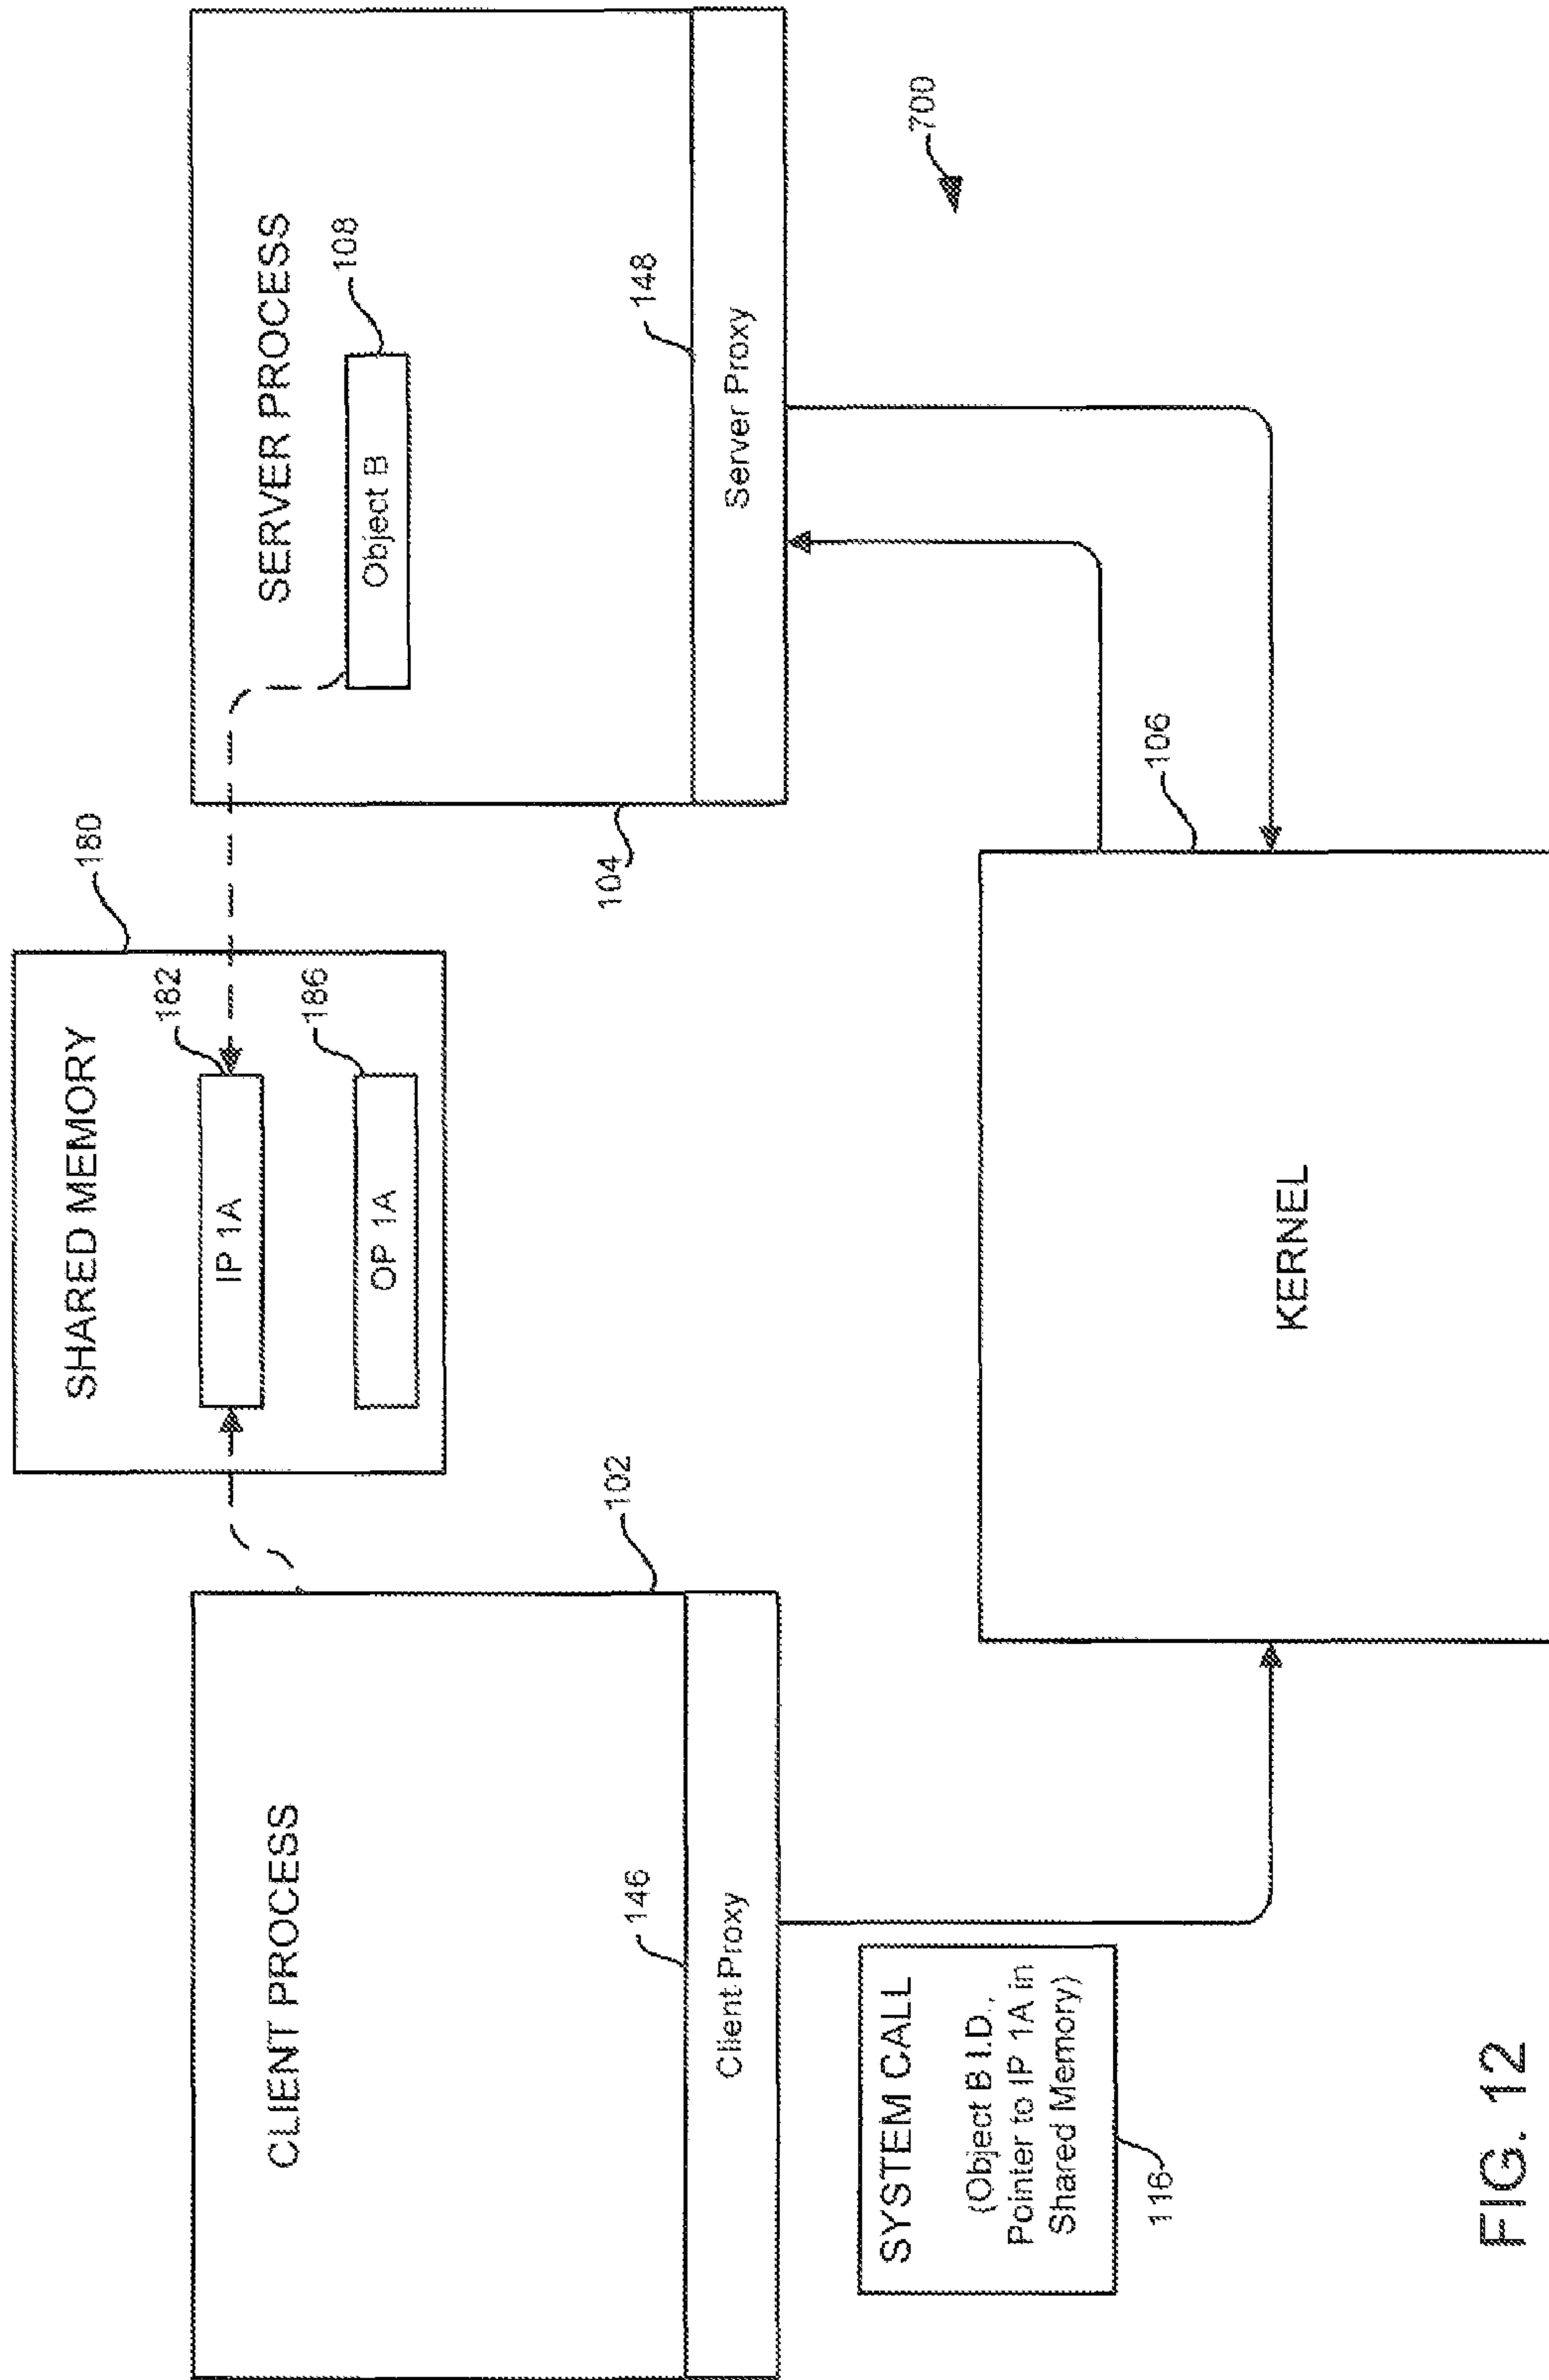 CLIENT PROCESS
146
Client Proxy
102
SYSTEM CALL
(Object B I.D.,
Pointer to IP 1A in
Shared Memory)
116
SHARED MEMORY
180
IP 1A
182
OP 1A
186
SERVER PROCESS
Object B
108
148
Server Proxy
104
KERNEL
106
700
FIG. 12